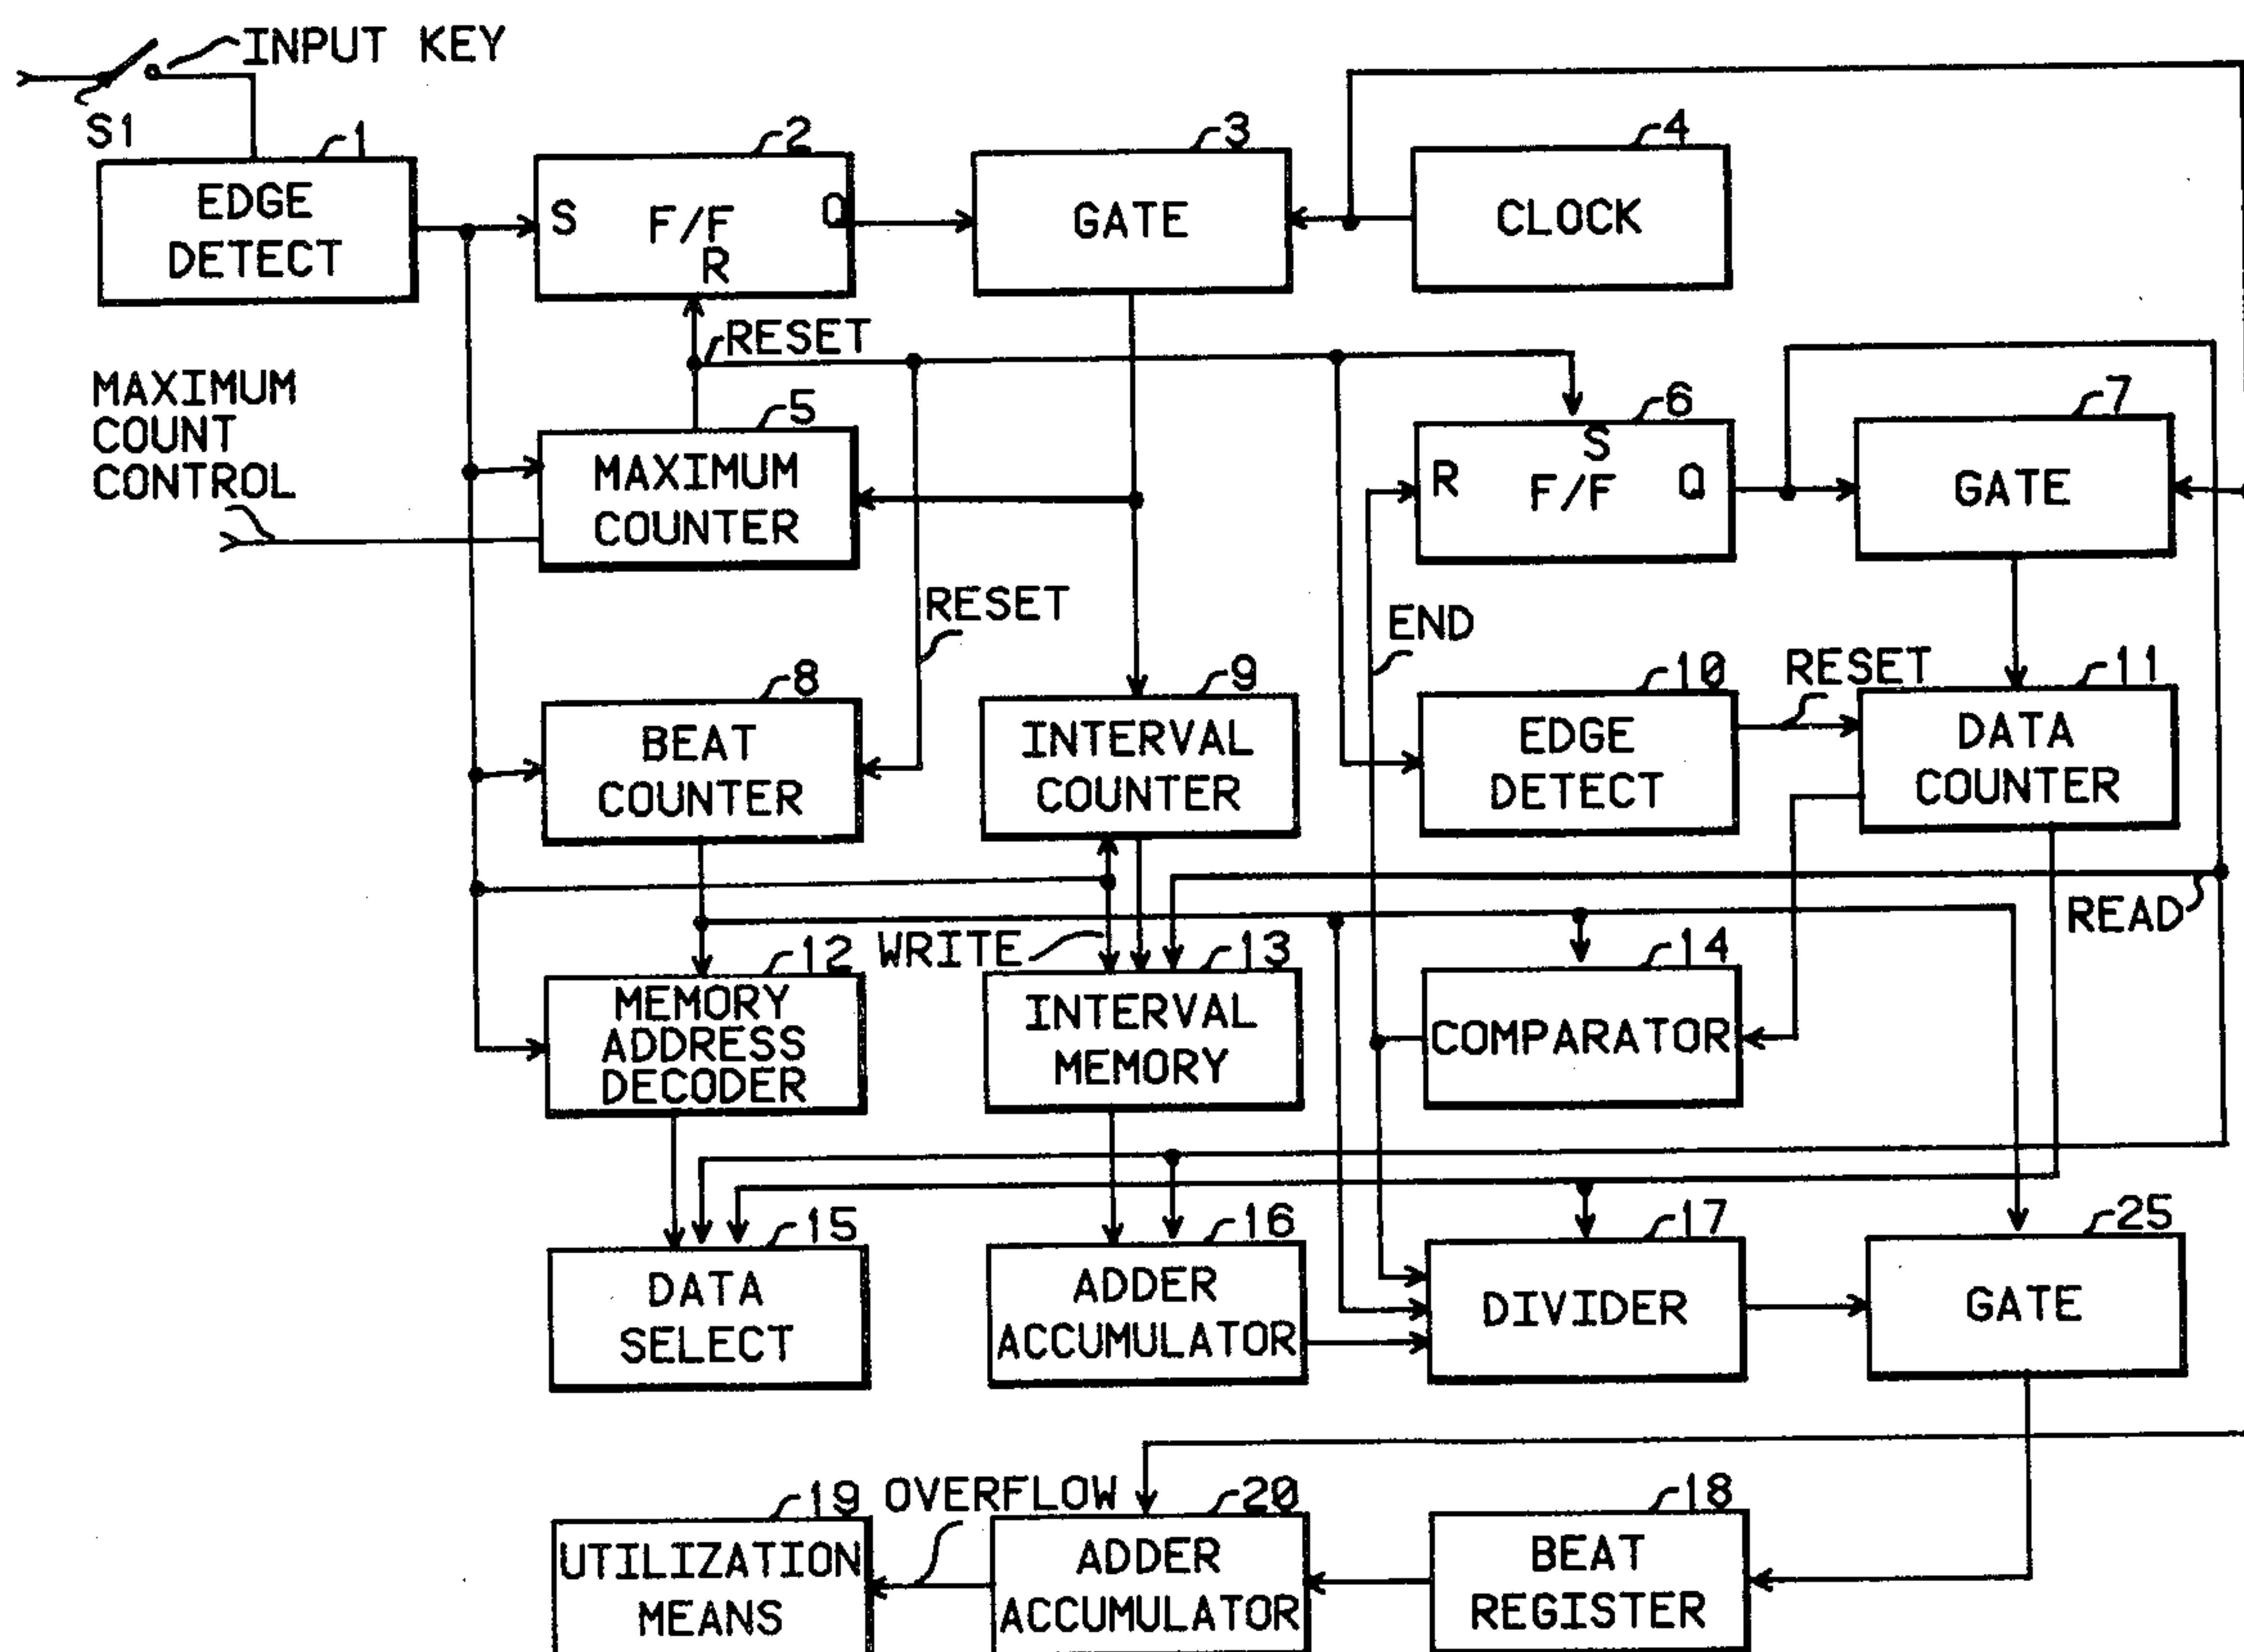 INPUT KEY
S1
1
EDGE
DETECT
2
S
F/F
R
Q
3
GATE
4
CLOCK
RESET
MAXIMUM
COUNT
CONTROL
5
MAXIMUM
COUNTER
6
S
R
F/F
Q
7
GATE
RESET
END
8
BEAT
COUNTER
9
INTERVAL
COUNTER
10
EDGE
DETECT
RESET
11
DATA
COUNTER
READ
WRITE
12
MEMORY
ADDRESS
DECODER
13
INTERVAL
MEMORY
14
COMPARATOR
15
DATA
SELECT
16
ADDER
ACCUMULATOR
17
DIVIDER
25
GATE
19
UTILIZATION
MEANS
OVERFLOW
20
ADDER
ACCUMULATOR
18
BEAT
REGISTER